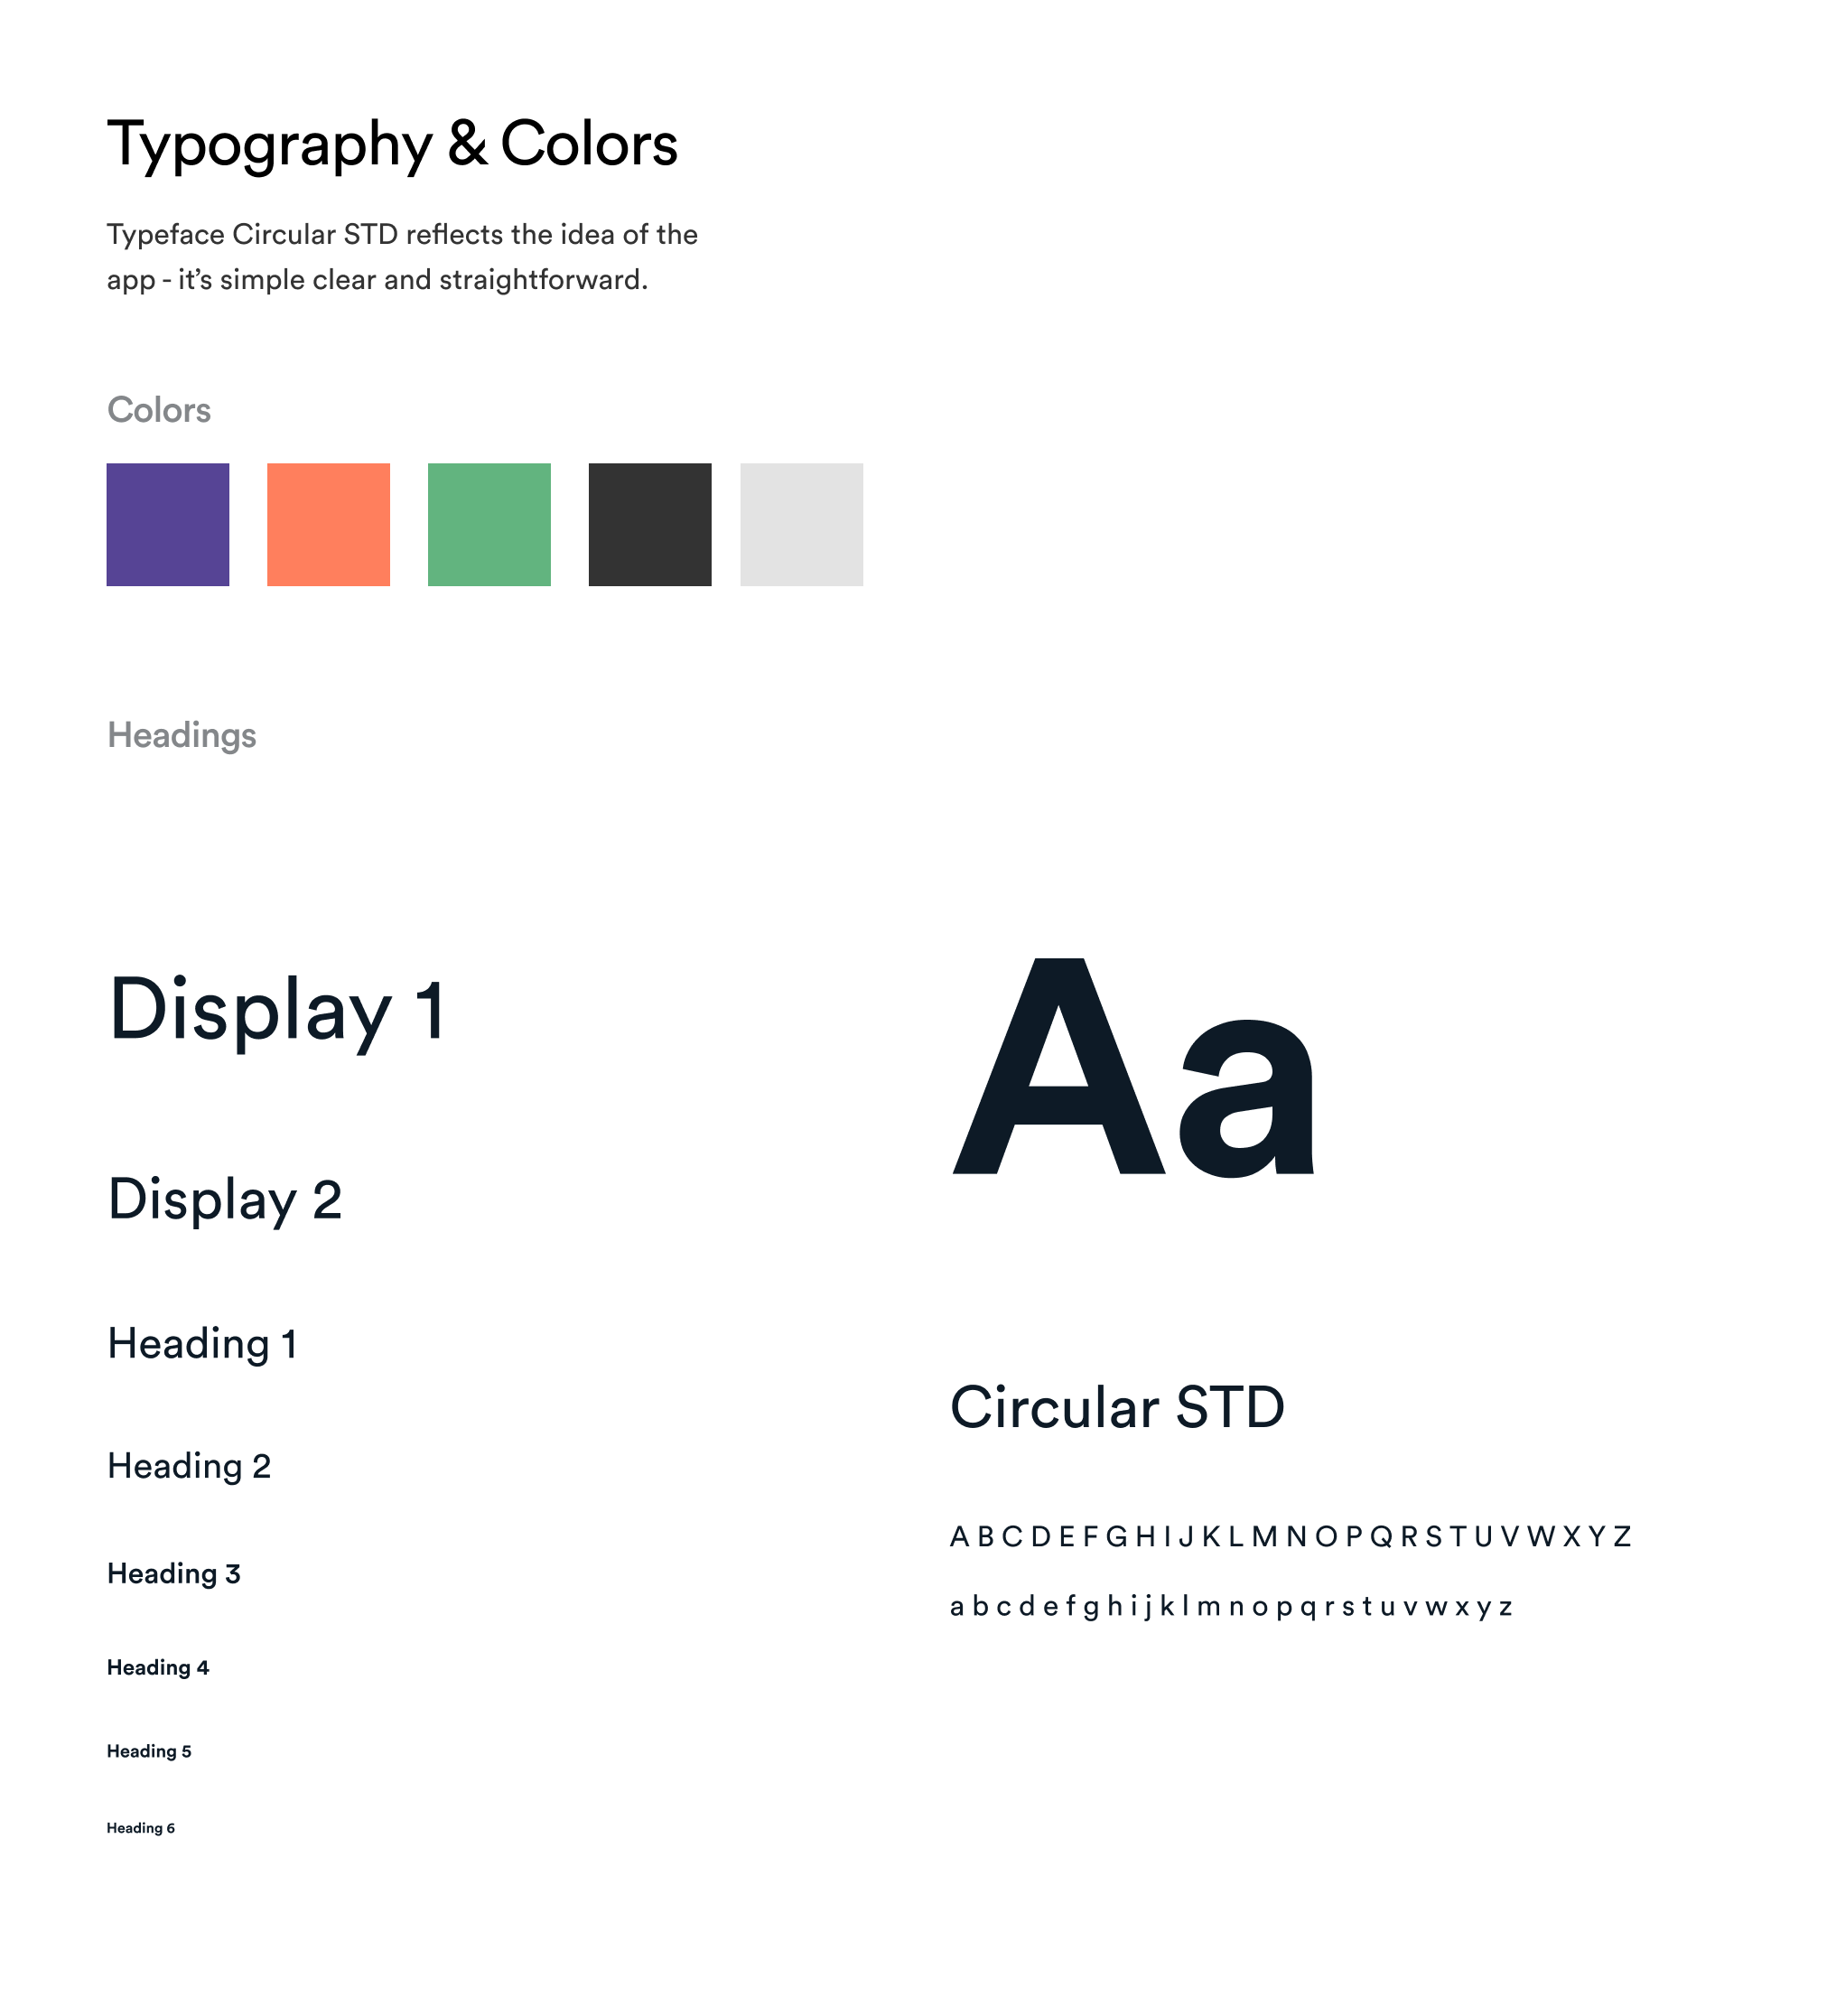 Typography & Colors
Typeface Circular STD reflects the idea of the
app - it’s simple clear and straightforward.
Colors
Headings
Display 1
Display 2
Heading 1
Heading 2
Heading 3
Heading 4
Heading 5
Heading 6
Aa
Circular STD
A B C D E F G H I J K L M N O P Q R S T U V W X Y Z
a b c d e f g h i j k l m n o p q r s t u v w x y z